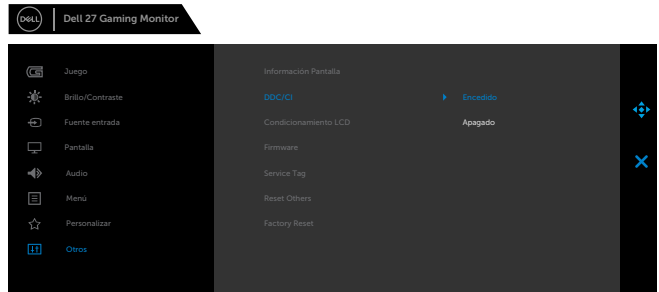 DELL
Dell 27 Gaming Monitor
Juego
Brillo/Contraste
Fuente entrada
Pantalla
Audio
Menú
Personalizar
Otros
Información Pantalla
DDC/CI
Condicionamiento LCD
Firmware
Service Tag
Reset Others
Factory Reset
Encedido
Apagado